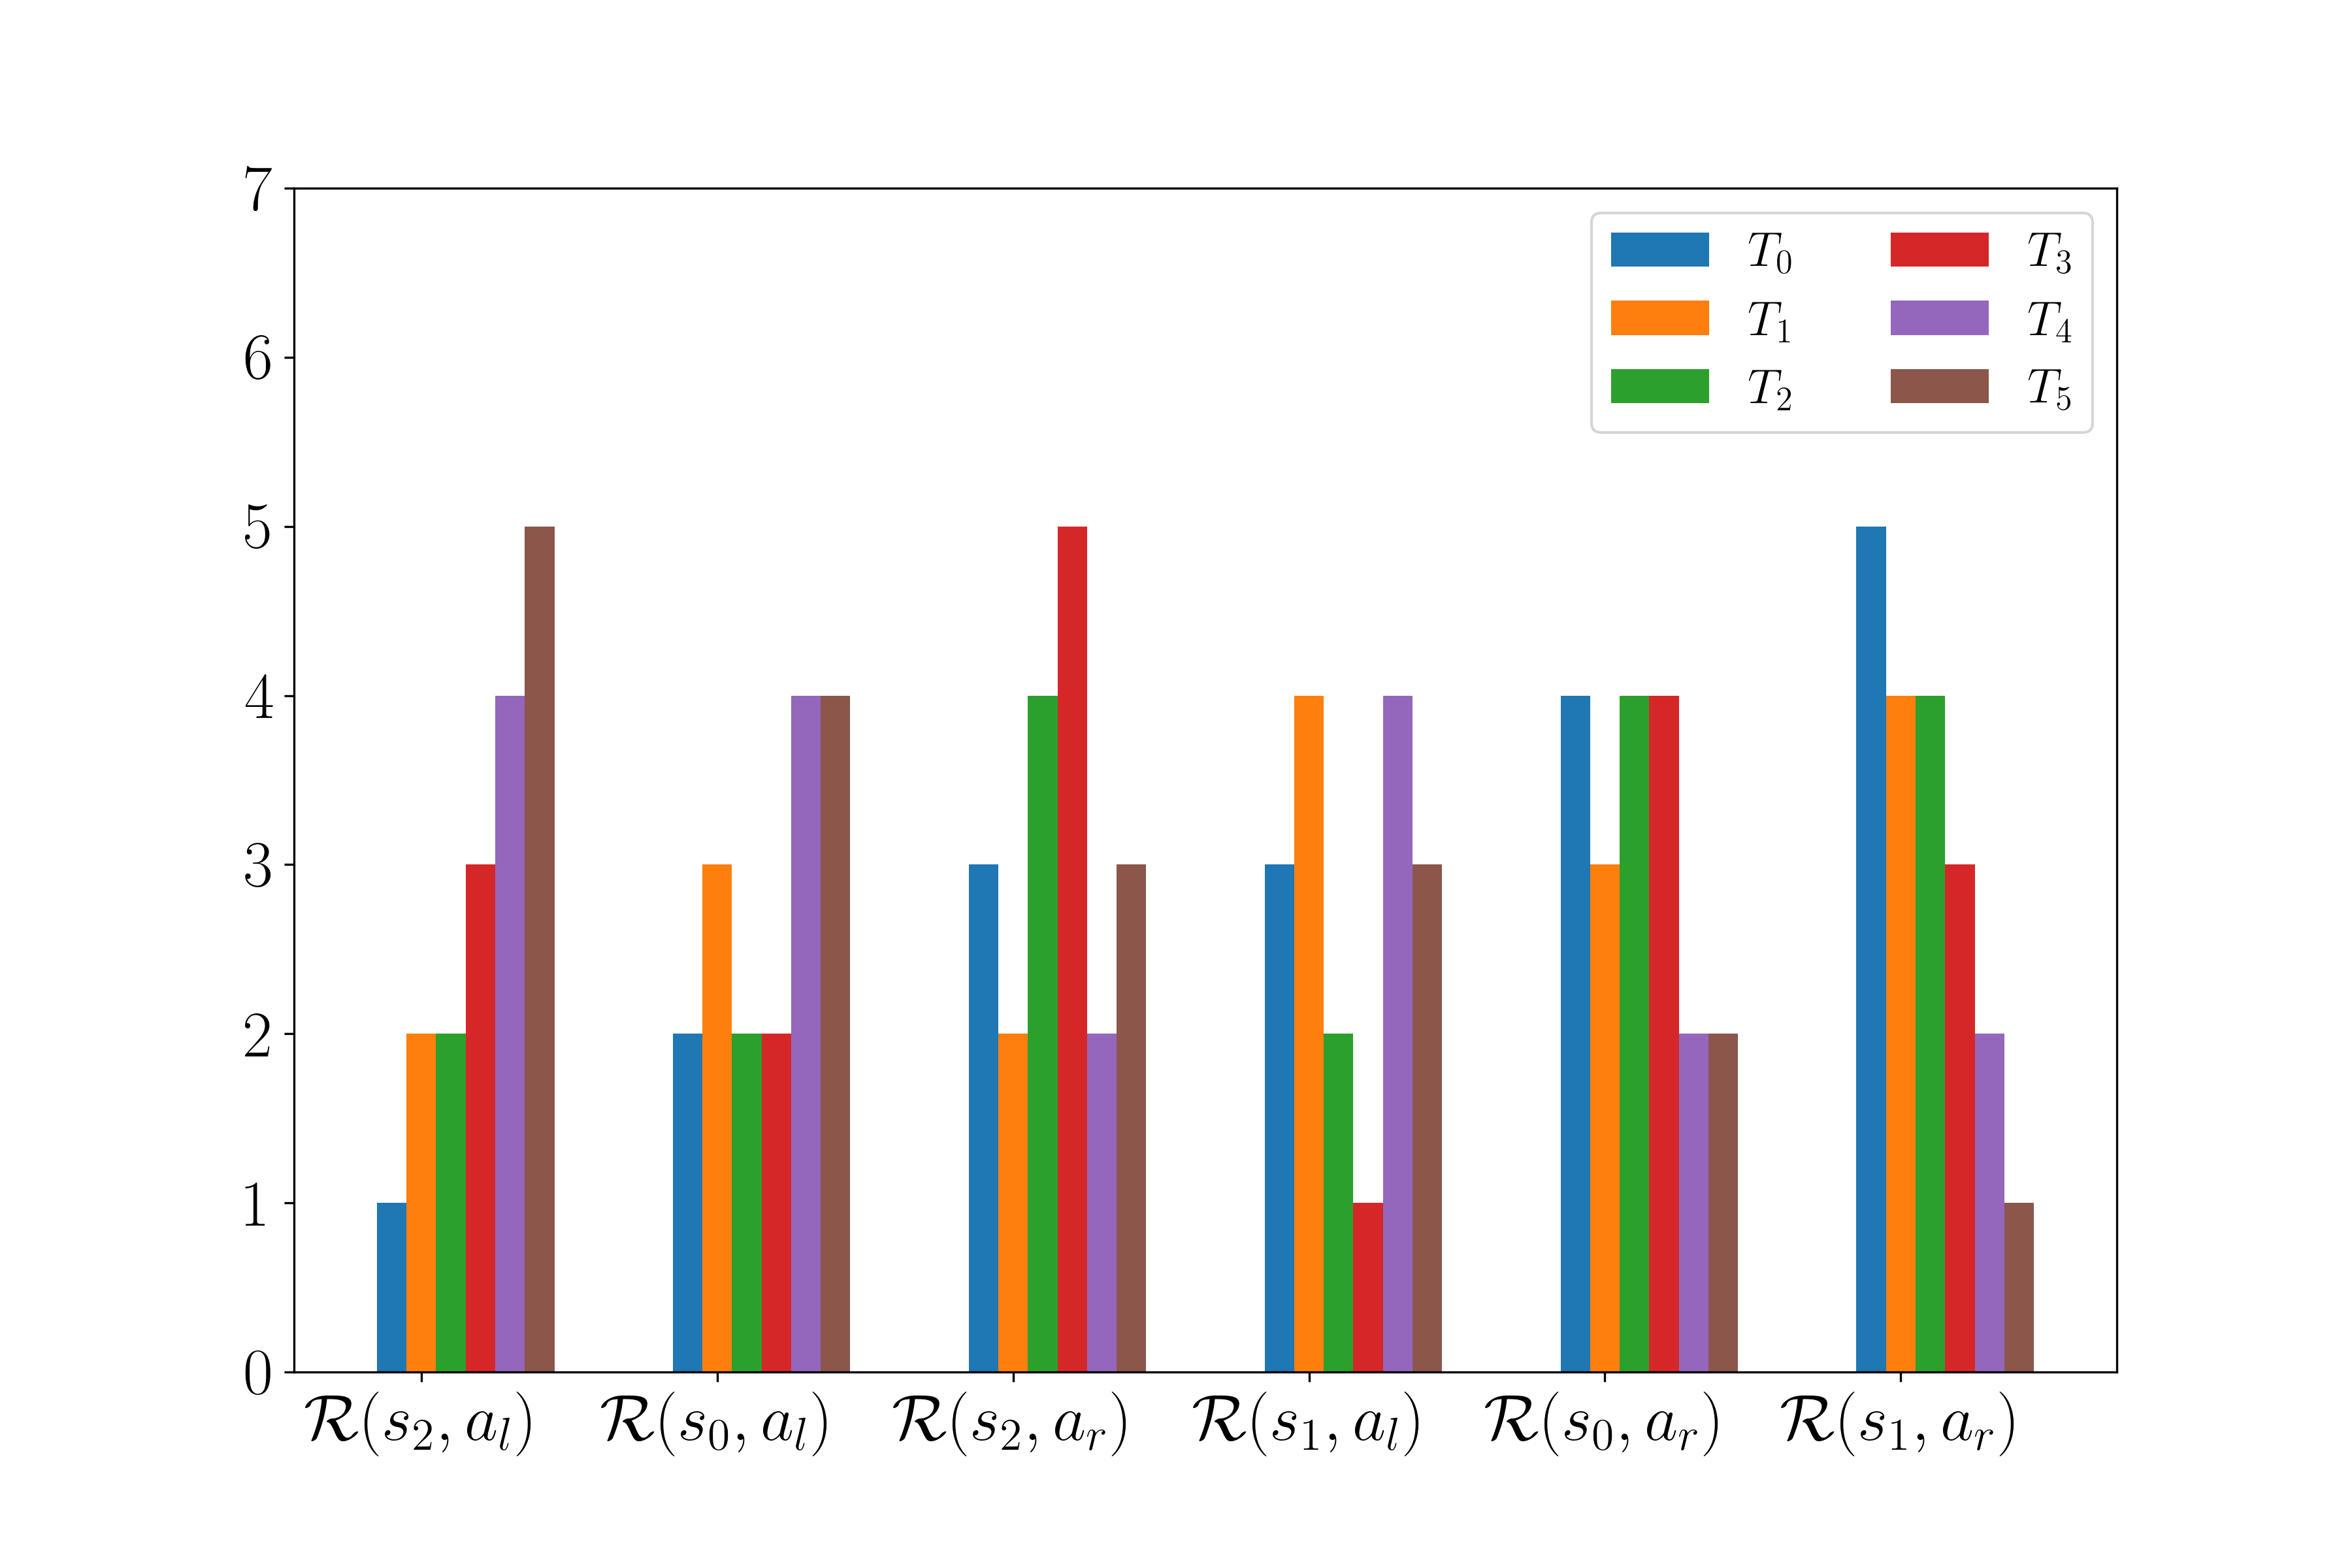 7
6
5
4
3
2
1
0
T₀ T₃
T₁ T₄
T₂ T₅
ℛ(s₂, aₗ) ℛ(s₀, aₗ) ℛ(s₂, aᵣ) ℛ(s₁, aₗ) ℛ(s₀, aᵣ) ℛ(s₁, aᵣ)